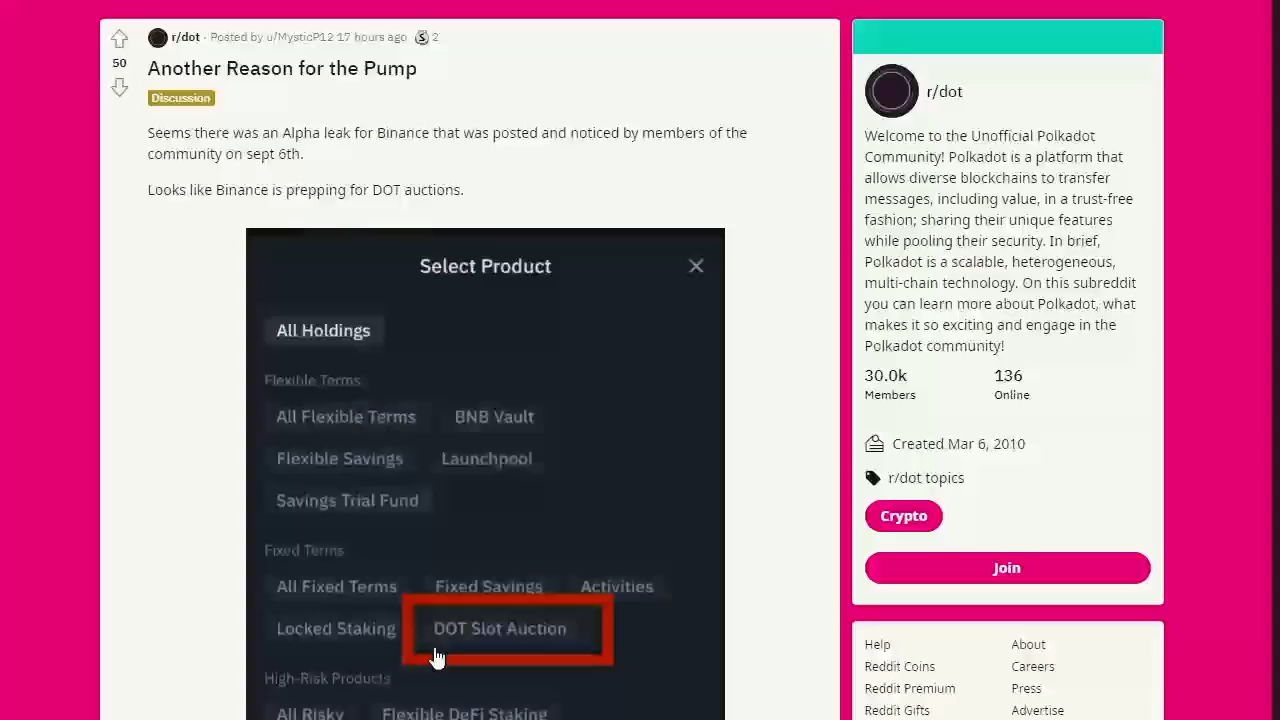 r/dot · Posted by u/MysticP12 17 hours ago 2
50
Another Reason for the Pump
Discussion
Seems there was an Alpha leak for Binance that was posted and noticed by members of the
community on sept 6th.
Looks like Binance is prepping for DOT auctions.
Select Product
All Holdings
Flexible Terms
All Flexible Terms BNB Vault
Flexible Savings Launchpool
Savings Trial Fund
Fixed Terms
All Fixed Terms Fixed Savings Activities
Locked Staking DOT Slot Auction
High-Risk Products
All Risky Flexible DeFi Staking
r/dot
Welcome to the Unofficial Polkadot
Community! Polkadot is a platform that
allows diverse blockchains to transfer
messages, including value, in a trust-free
fashion; sharing their unique features
while pooling their security. In brief,
Polkadot is a scalable, heterogeneous,
multi-chain technology. On this subreddit
you can learn more about Polkadot, what
makes it so exciting and engage in the
Polkadot community!
30.0k 136
Members Online
Created Mar 6, 2010
r/dot topics
Crypto
Join
Help About
Reddit Coins Careers
Reddit Premium Press
Reddit Gifts Advertise